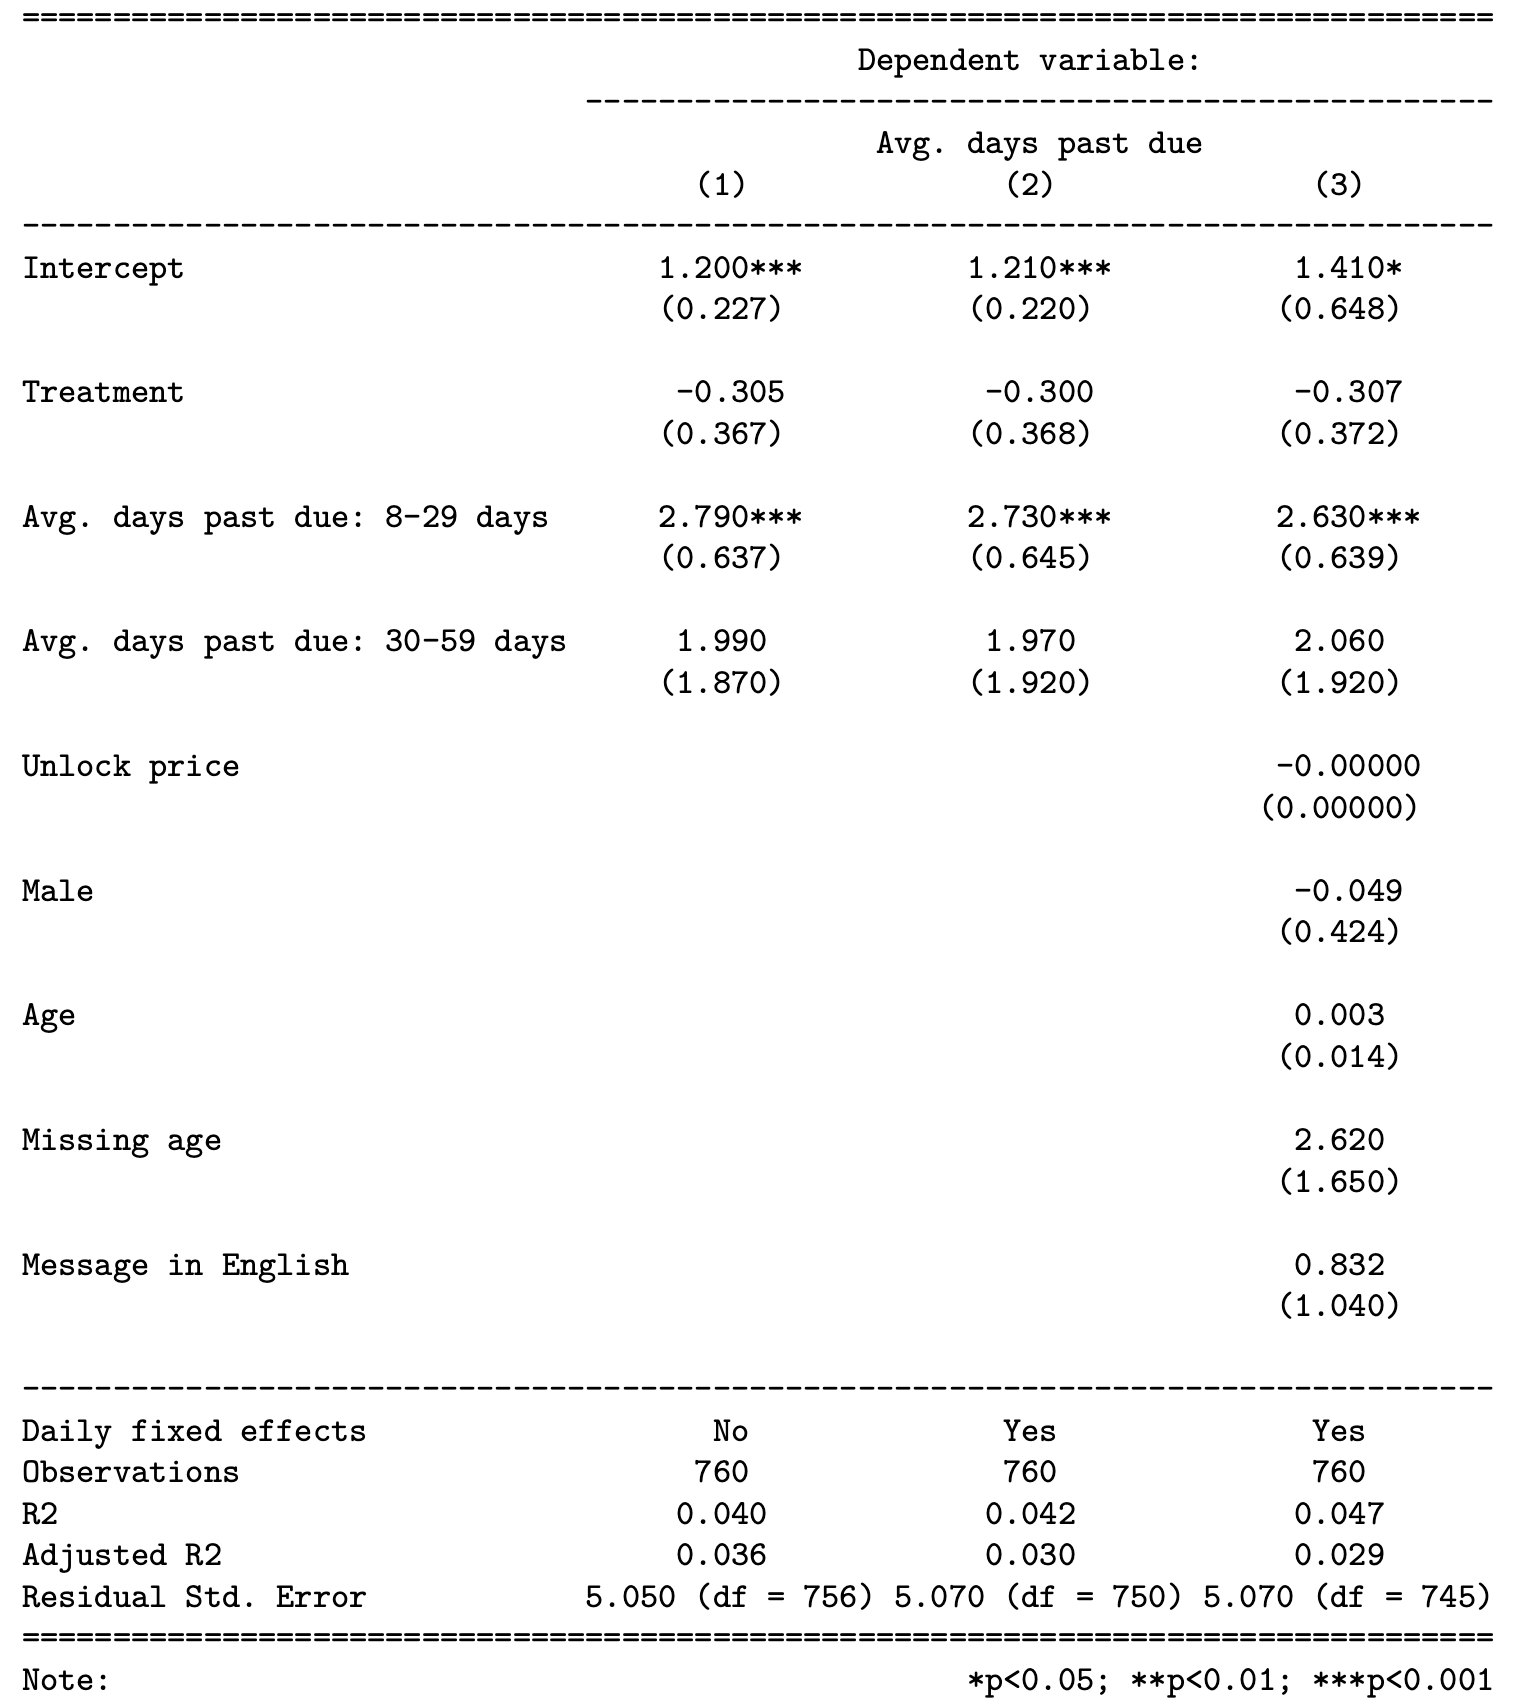 =================================================================================
Dependent variable:
--------------------------------------------------
Avg. days past due
(1) (2) (3)
---------------------------------------------------------------------------------
Intercept 1.200*** 1.210*** 1.410*
(0.227) (0.220) (0.648)
Treatment -0.305 -0.300 -0.307
(0.367) (0.368) (0.372)
Avg. days past due: 8-29 days 2.790*** 2.730*** 2.630***
(0.637) (0.645) (0.639)
Avg. days past due: 30-59 days 1.990 1.970 2.060
(1.870) (1.920) (1.920)
Unlock price -0.00000
(0.00000)
Male -0.049
(0.424)
Age 0.003
(0.014)
Missing age 2.620
(1.650)
Message in English 0.832
(1.040)
---------------------------------------------------------------------------------
Daily fixed effects No Yes Yes
Observations 760 760 760
R2 0.040 0.042 0.047
Adjusted R2 0.036 0.030 0.029
Residual Std. Error 5.050 (df = 756) 5.070 (df = 750) 5.070 (df = 745)
=================================================================================
Note: *p<0.05; **p<0.01; ***p<0.001